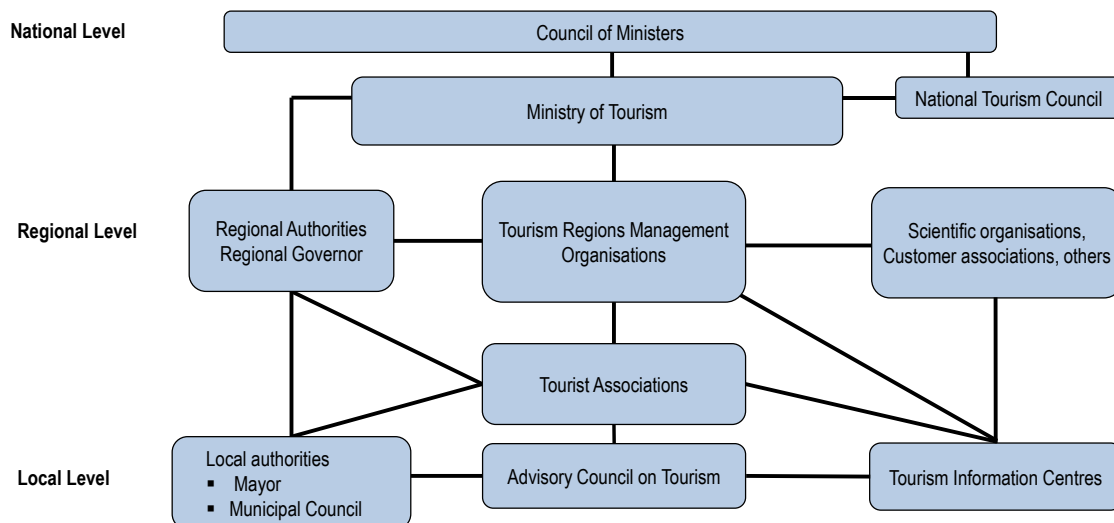 National Level
Council of Ministers
Ministry of Tourism
National Tourism Council
Regional Level
Regional Authorities
Regional Governor
Tourism Regions Management
Organisations
Scientific organisations,
Customer associations, others
Tourist Associations
Local Level
Local authorities
▪ Mayor
▪ Municipal Council
Advisory Council on Tourism
Tourism Information Centres